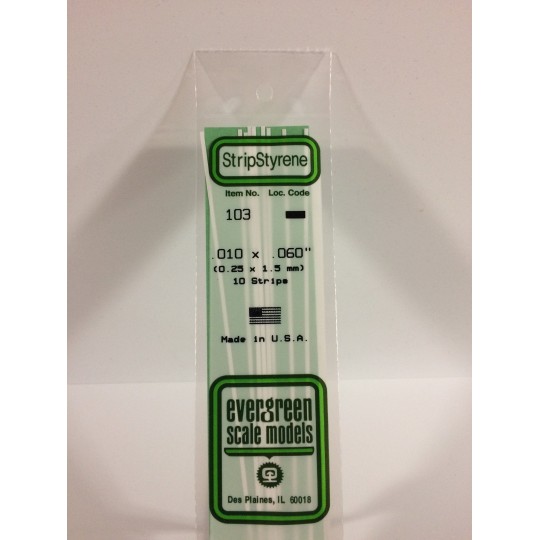 StripStyrene
Item No. Loc. Code
103
.010 x .060"
(0.25 x 1.5 mm)
10 Strips
Made in U.S.A.
evergreen
scale models
Des Plaines, IL 60018